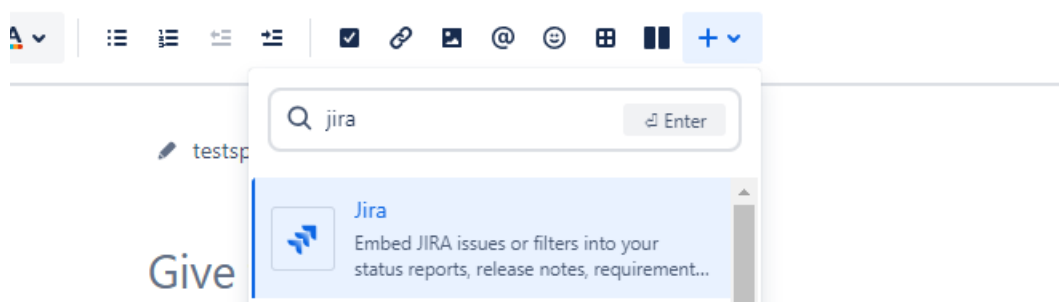 A
@
jira
Enter
testsp
Jira
Embed JIRA issues or filters into your
status reports, release notes, requirement...
Give